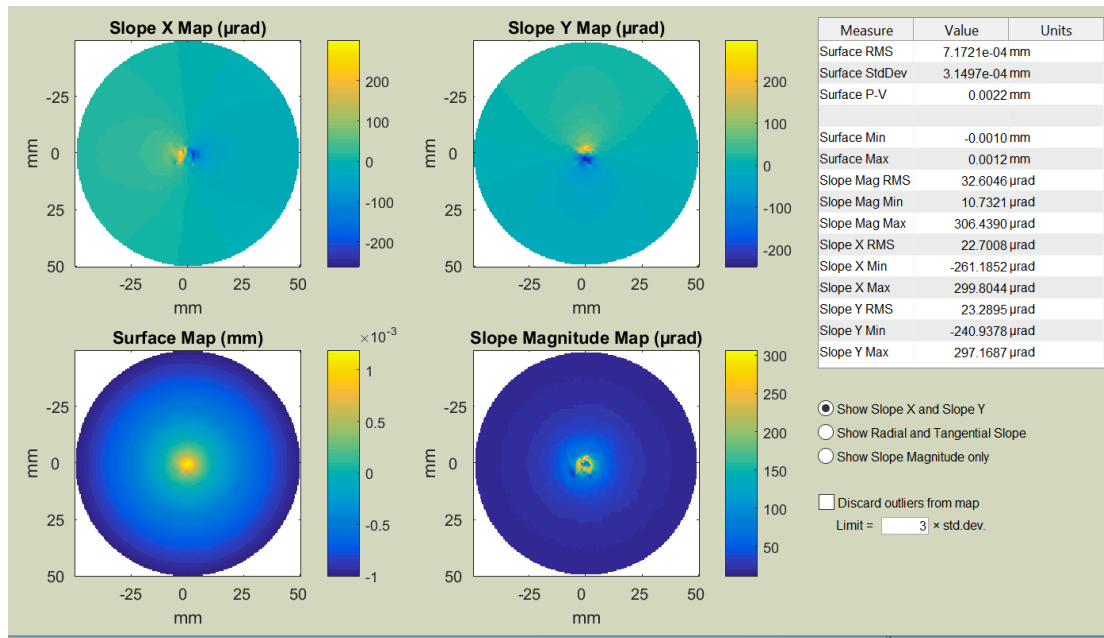 Slope X Map (µrad)
-25
0
25
50
mm
-25 0 25 50
mm
200
100
0
-100
-200
Slope Y Map (µrad)
-25
0
25
50
mm
-25 0 25 50
mm
200
100
0
-100
-200
Surface Map (mm)
-25
0
25
50
mm
-25 0 25 50
mm
×10⁻³
1
0.5
0
-0.5
-1
Slope Magnitude Map (µrad)
-25
0
25
50
mm
-25 0 25 50
mm
300
250
200
150
100
50
Measure Value Units
Surface RMS 7.1721e-04 mm
Surface StdDev 3.1497e-04 mm
Surface P-V 0.0022 mm
Surface Min -0.0010 mm
Surface Max 0.0012 mm
Slope Mag RMS 32.6046 µrad
Slope Mag Min 10.7321 µrad
Slope Mag Max 306.4390 µrad
Slope X RMS 22.7008 µrad
Slope X Min -261.1852 µrad
Slope X Max 299.8044 µrad
Slope Y RMS 23.2895 µrad
Slope Y Min -240.9378 µrad
Slope Y Max 297.1687 µrad
Show Slope X and Slope Y
Show Radial and Tangential Slope
Show Slope Magnitude only
Discard outliers from map
Limit = 3 × std.dev.